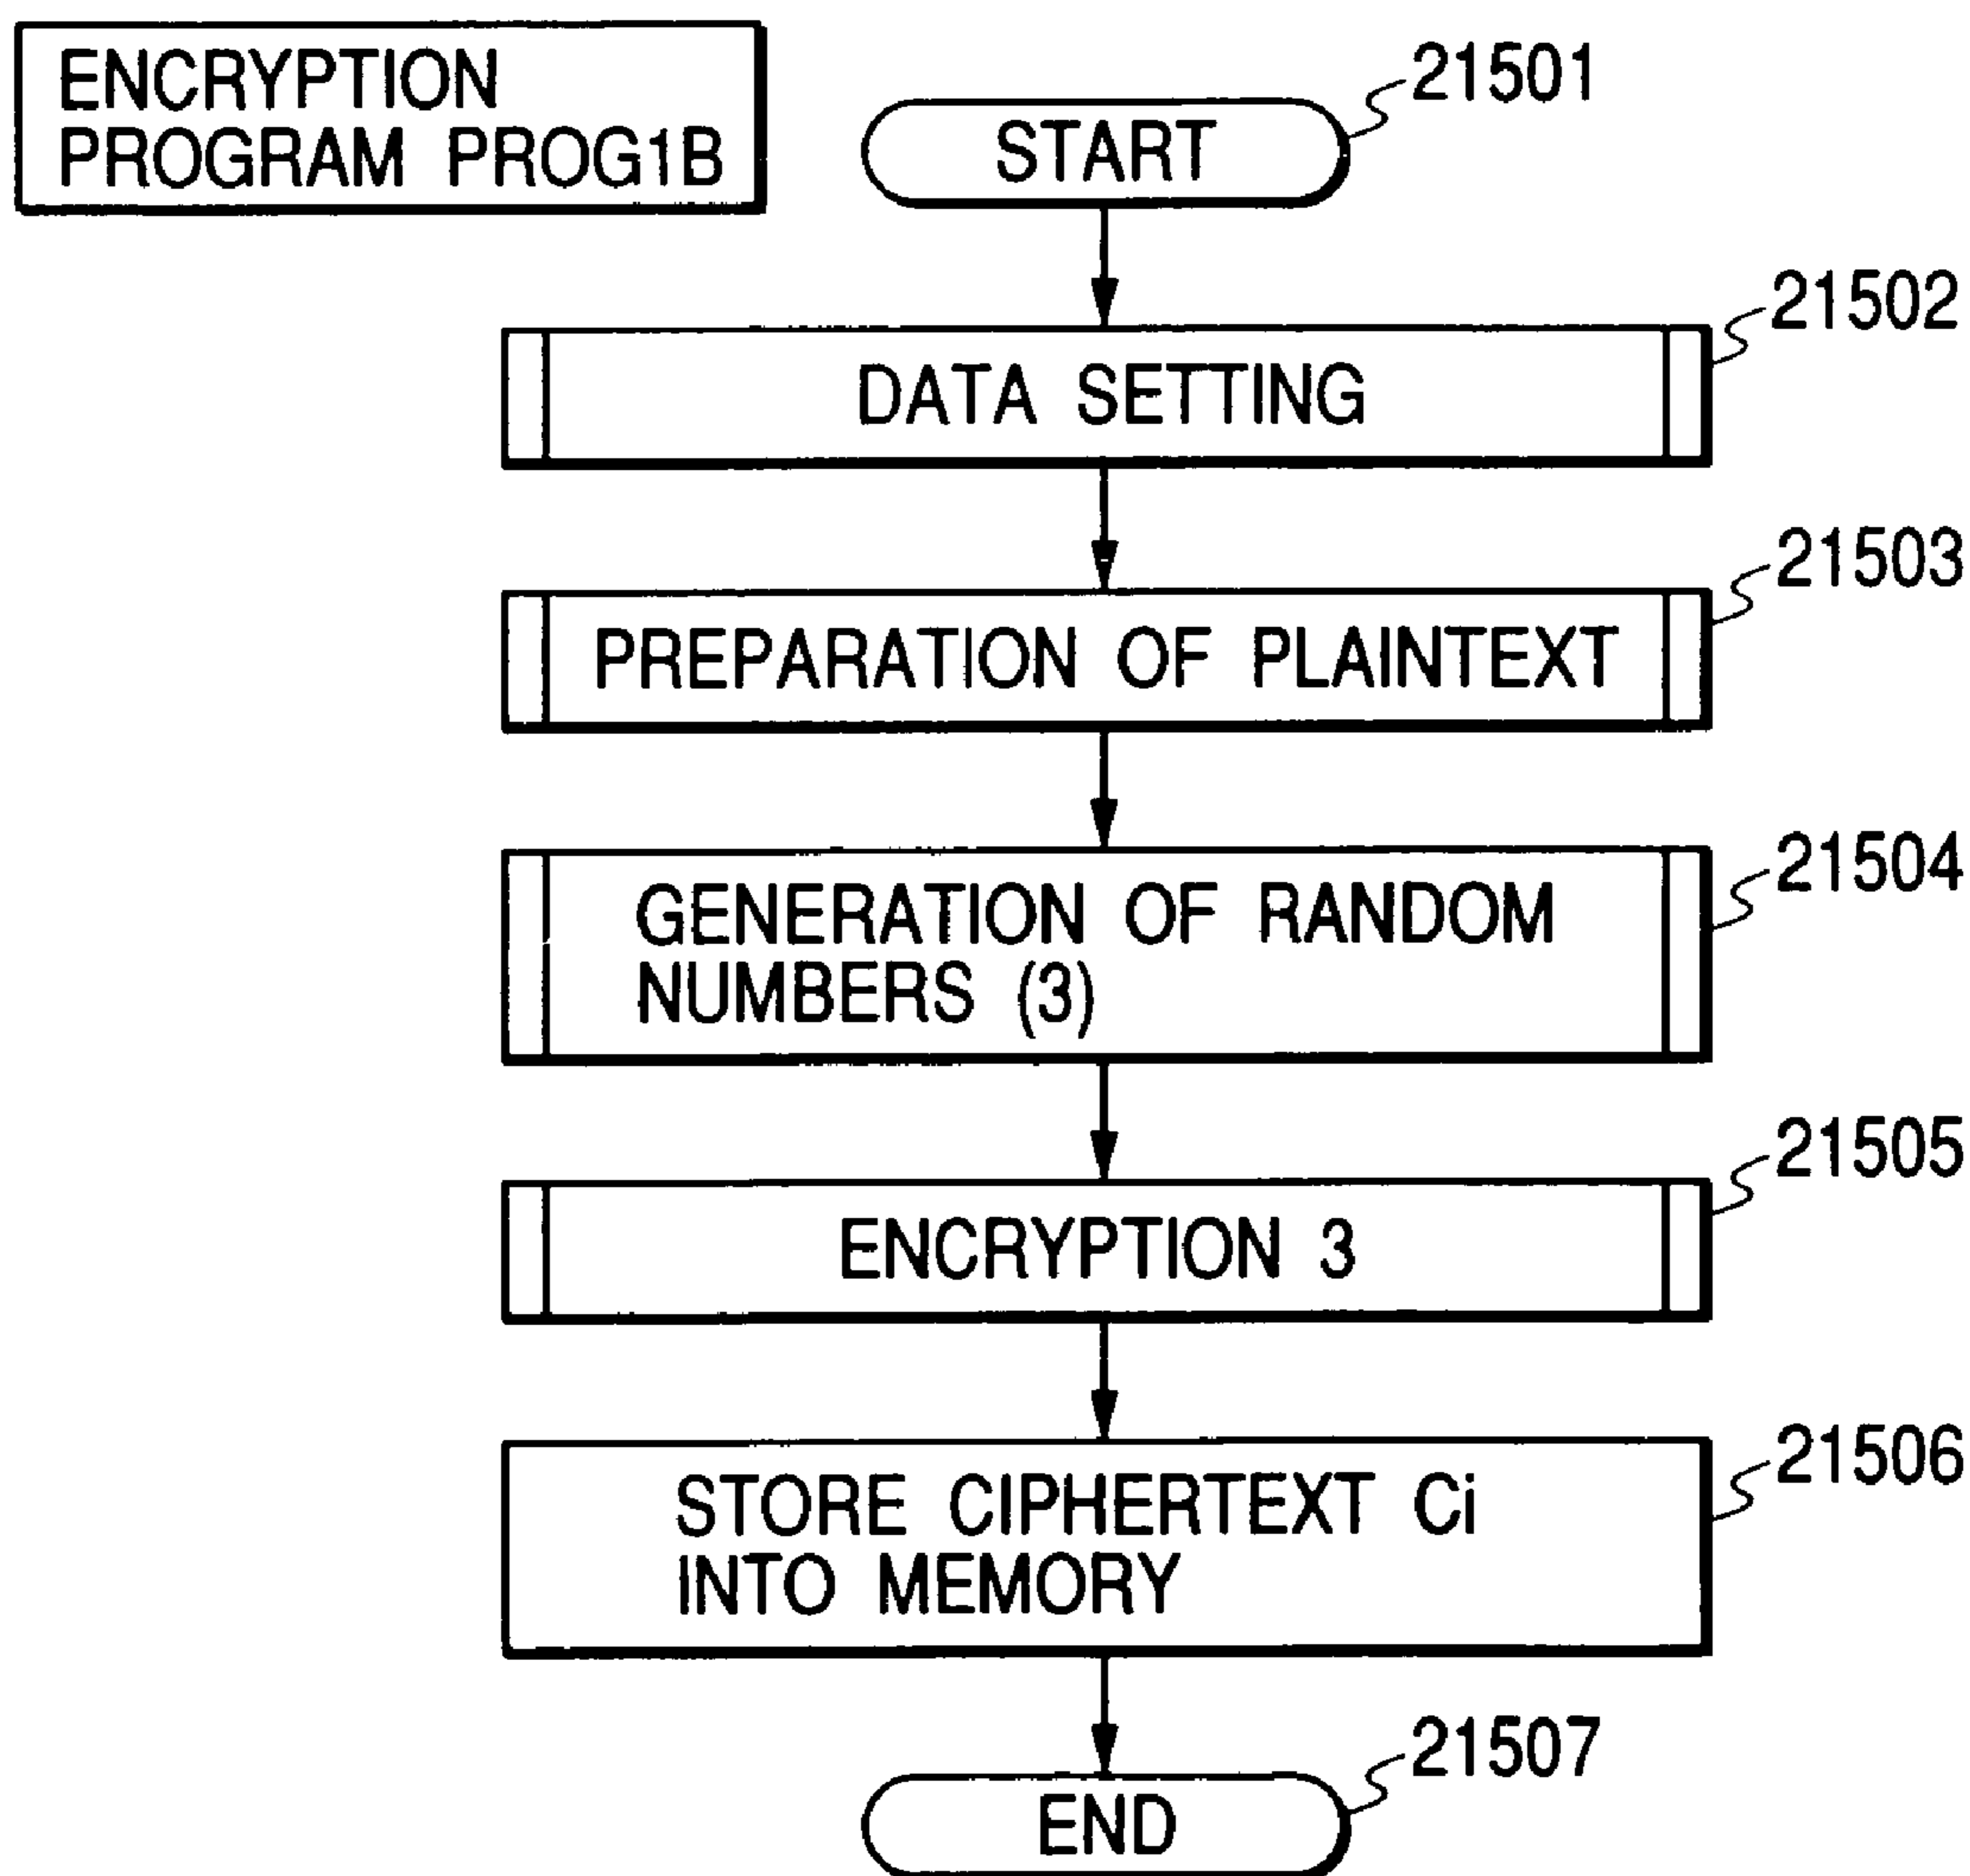 ENCRYPTION
PROGRAM PROG1B
START
21501
DATA SETTING
21502
PREPARATION OF PLAINTEXT
21503
GENERATION OF RANDOM
NUMBERS (3)
21504
ENCRYPTION 3
21505
STORE CIPHERTEXT Ci
INTO MEMORY
21506
END
21507